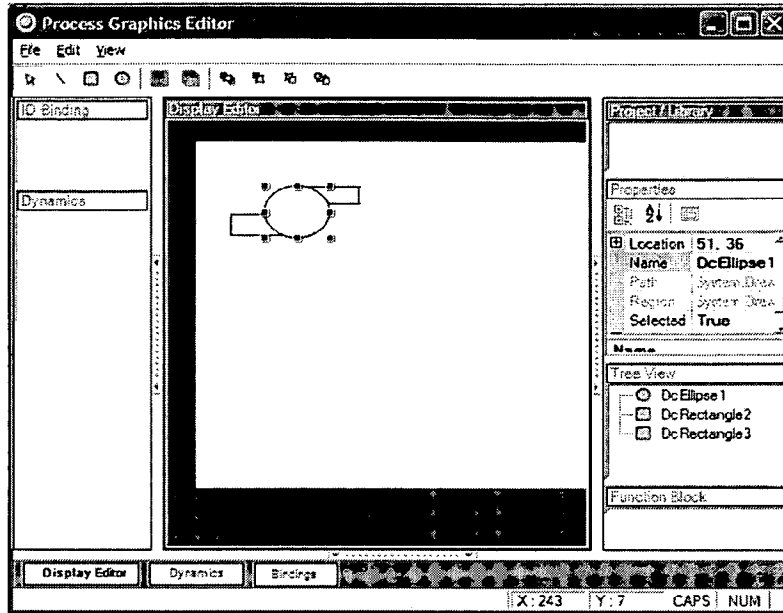 Process Graphics Editor
File Edit View
IO Binding
Dynamics
Display Editor
Project / Library
Properties
Location 51, 36
Name DcEllipse1
Path System.Draw
Region System.Draw
Selected True
Name
Tree View
DcEllipse1
DcRectangle2
DcRectangle3
Function Block
Display Editor Dynamics Bindings
X : 243 Y : 7 CAPS NUM